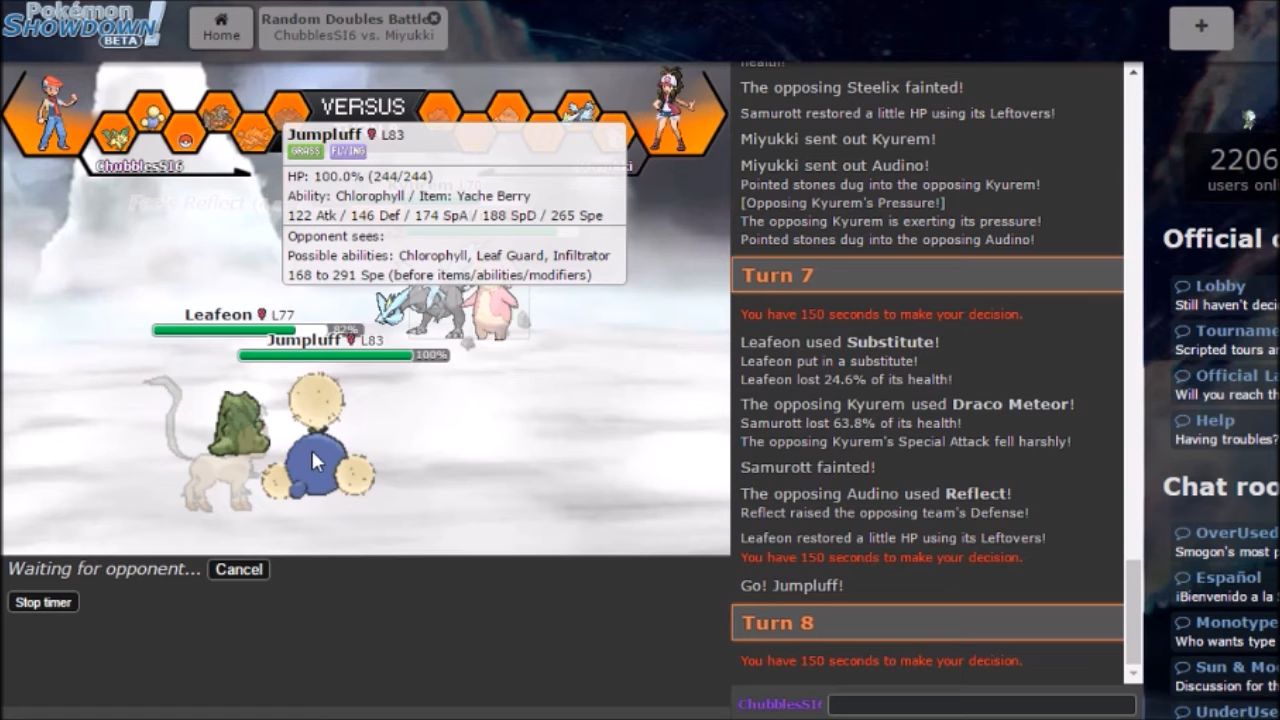 Pokémon
SHOWDOWN!
BETA
Home
Random Doubles Battle
ChubblesSI6 vs. Miyukki
+
VERSUS
ChubblesSI6
Jumpluff L83
GRASS FLYING
HP: 100.0% (244/244)
Ability: Chlorophyll / Item: Yache Berry
122 Atk / 146 Def / 174 SpA / 188 SpD / 265 Spe
Opponent sees:
Possible abilities: Chlorophyll, Leaf Guard, Infiltrator
168 to 291 Spe (before items/abilities/modifiers)
Leafeon L77
82%
Jumpluff L83
100%
Waiting for opponent... Cancel
Stop timer
health!
The opposing Steelix fainted!
Samurott restored a little HP using its Leftovers!
Miyukki sent out Kyurem!
Miyukki sent out Audino!
Pointed stones dug into the opposing Kyurem!
[Opposing Kyurem's Pressure!]
The opposing Kyurem is exerting its pressure!
Pointed stones dug into the opposing Audino!
Turn 7
You have 150 seconds to make your decision.
Leafeon used Substitute!
Leafeon put in a substitute!
Leafeon lost 24.6% of its health!
The opposing Kyurem used Draco Meteor!
Samurott lost 63.8% of its health!
The opposing Kyurem's Special Attack fell harshly!
Samurott fainted!
The opposing Audino used Reflect!
Reflect raised the opposing team's Defense!
Leafeon restored a little HP using its Leftovers!
You have 150 seconds to make your decision.
Go! Jumpluff!
Turn 8
You have 150 seconds to make your decision.
ChubblesSI6
2206
users onl
Official c
Lobby
Still haven't deci
Tourname
Scripted tours a
Official La
Will you reach th
Help
Having troubles?
Chat roo
OverUsed
Smogon's most p
Español
¡Bienvenido a la
Monotype
Who wants type
Sun & Mo
Discussion for th
UnderUse